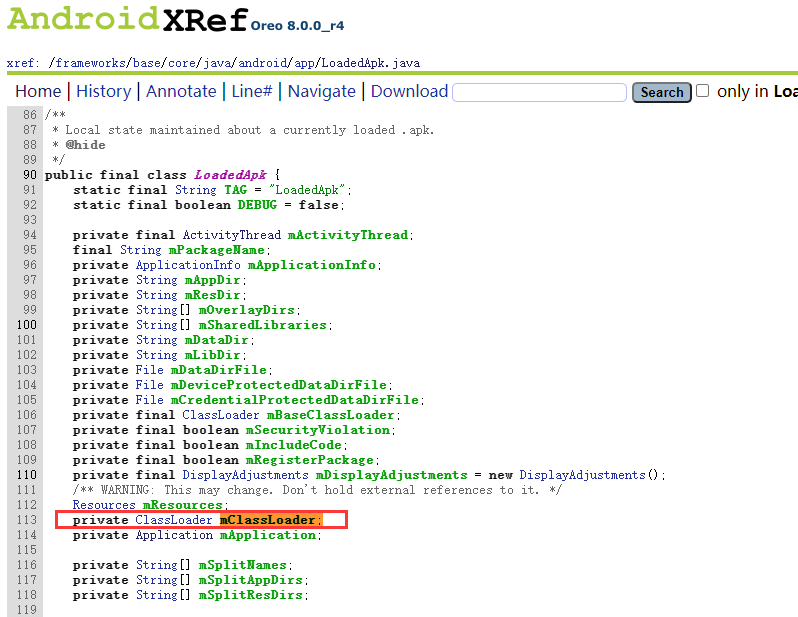 AndroidXRef Oreo 8.0.0_r4
xref: /frameworks/base/core/java/android/app/LoadedApk.java
Home | History | Annotate | Line# | Navigate | Download Search only in Loa
86 /**
87  * Local state maintained about a currently loaded .apk.
88  * @hide
89  */
90 public final class LoadedApk {
91     static final String TAG = "LoadedApk";
92     static final boolean DEBUG = false;
93
94     private final ActivityThread mActivityThread;
95     final String mPackageName;
96     private ApplicationInfo mApplicationInfo;
97     private String mAppDir;
98     private String mResDir;
99     private String[] mOverlayDirs;
100     private String[] mSharedLibraries;
101     private String mDataDir;
102     private String mLibDir;
103     private File mDataDirFile;
104     private File mDeviceProtectedDataDirFile;
105     private File mCredentialProtectedDataDirFile;
106     private final ClassLoader mBaseClassLoader;
107     private final boolean mSecurityViolation;
108     private final boolean mIncludeCode;
109     private final boolean mRegisterPackage;
110     private final DisplayAdjustments mDisplayAdjustments = new DisplayAdjustments();
111     /** WARNING: This may change. Don't hold external references to it. */
112     Resources mResources;
113     private ClassLoader mClassLoader;
114     private Application mApplication;
115
116     private String[] mSplitNames;
117     private String[] mSplitAppDirs;
118     private String[] mSplitResDirs;
119